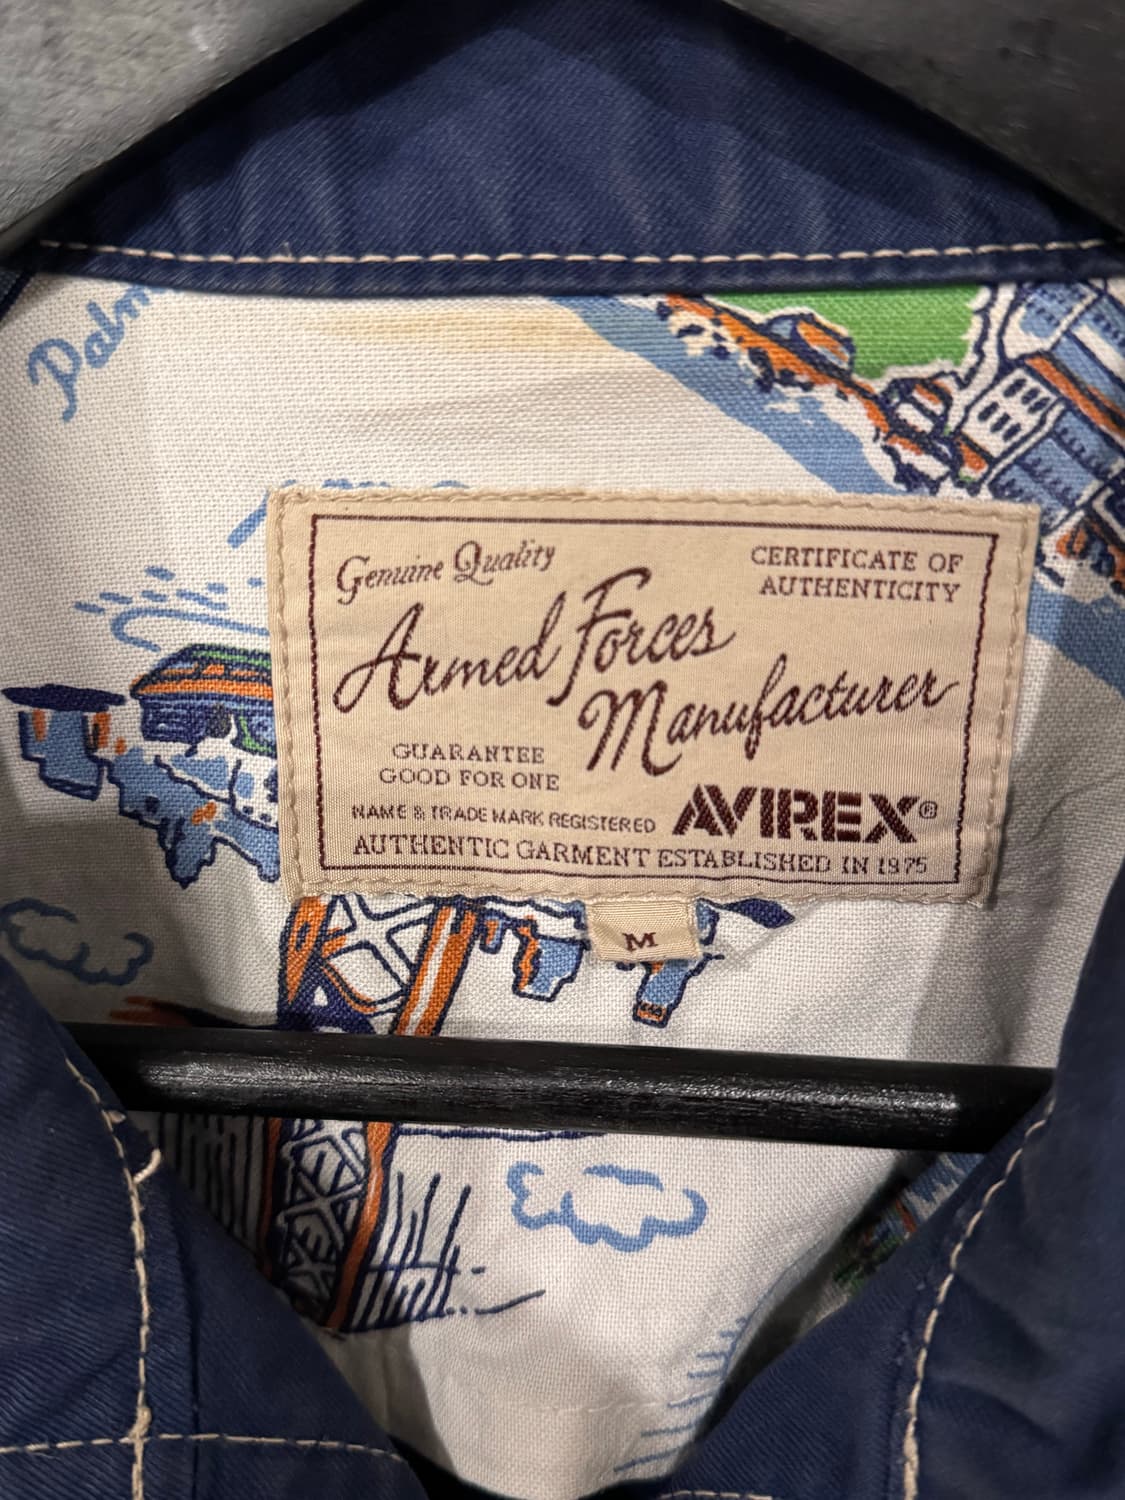 Palm
Genuine Quality
CERTIFICATE OF
AUTHENTICITY
Armed Forces
Manufacturer
GUARANTEE
GOOD FOR ONE
NAME & TRADE MARK REGISTERED
AVIREX®
AUTHENTIC GARMENT ESTABLISHED IN 1975
M